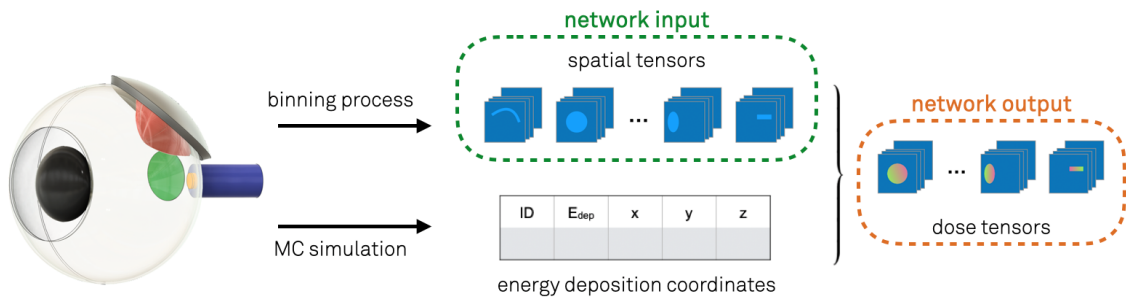 network input
spatial tensors
binning process
...
network output
...
dose tensors
MC simulation
ID Edep x y z
energy deposition coordinates